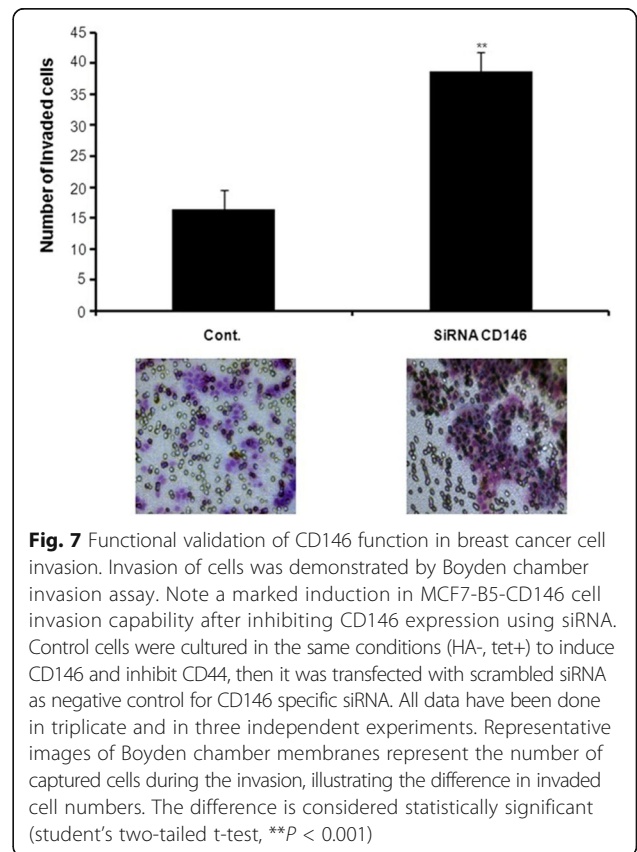 45
40
35
30
25
20
15
10
5
0
Number of Invaded cells
**
Cont.
SiRNA CD146
Fig. 7 Functional validation of CD146 function in breast cancer cell
invasion. Invasion of cells was demonstrated by Boyden chamber
invasion assay. Note a marked induction in MCF7-B5-CD146 cell
invasion capability after inhibiting CD146 expression using siRNA.
Control cells were cultured in the same conditions (HA-, tet+) to induce
CD146 and inhibit CD44, then it was transfected with scrambled siRNA
as negative control for CD146 specific siRNA. All data have been done
in triplicate and in three independent experiments. Representative
images of Boyden chamber membranes represent the number of
captured cells during the invasion, illustrating the difference in invaded
cell numbers. The difference is considered statistically significant
(student's two-tailed t-test, **P < 0.001)